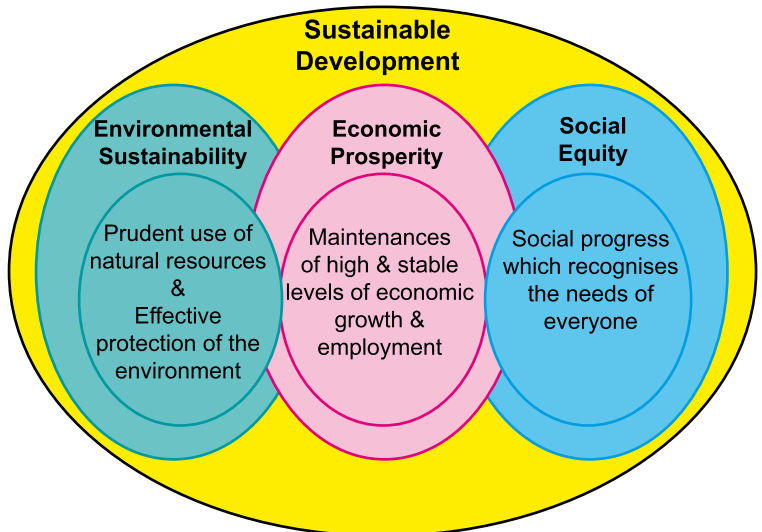 Sustainable
Development
Environmental
Sustainability
Prudent use of
natural resources
&
Effective
protection of the
environment
Economic
Prosperity
Maintenances
of high & stable
levels of economic
growth &
employment
Social
Equity
Social progress
which recognises
the needs of
everyone